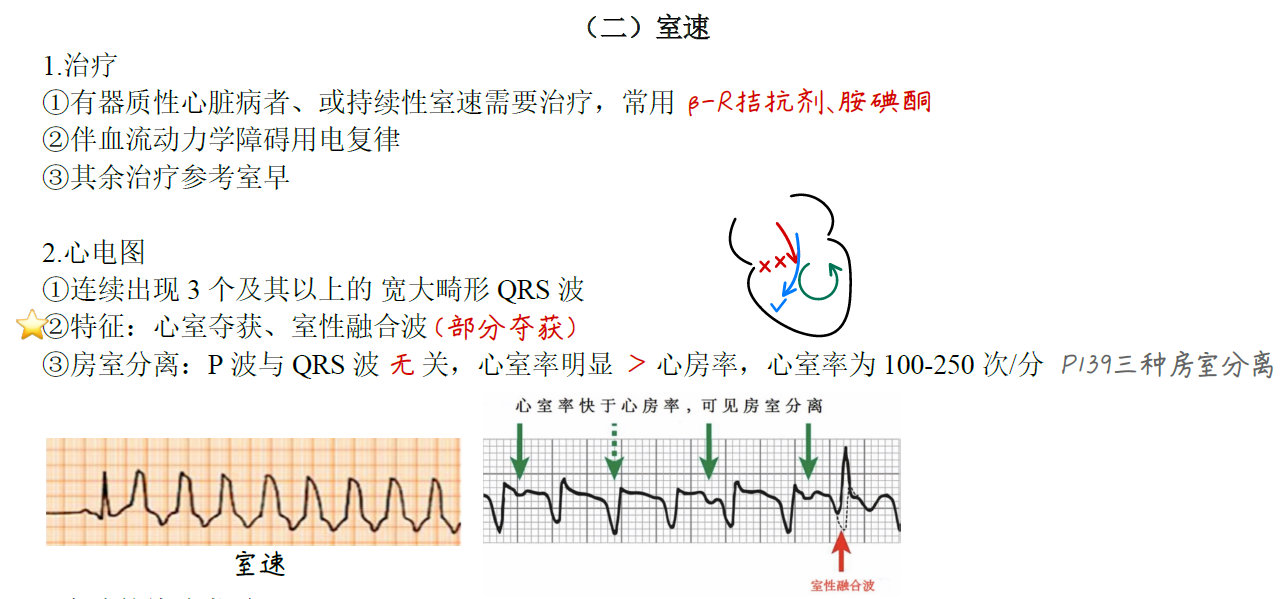 （二）室速
1.治疗
①有器质性心脏病者、或持续性室速需要治疗，常用 β-R拮抗剂、胺碘酮
②伴血流动力学障碍用电复律
③其余治疗参考室早
2.心电图
①连续出现 3 个及其以上的 宽大畸形 QRS 波
②特征：心室夺获、室性融合波（部分夺获）
③房室分离：P 波与 QRS 波 无 关，心室率明显 > 心房率，心室率为 100-250 次/分 P139三种房室分离
心室率快于心房率，可见房室分离
室速
室性融合波